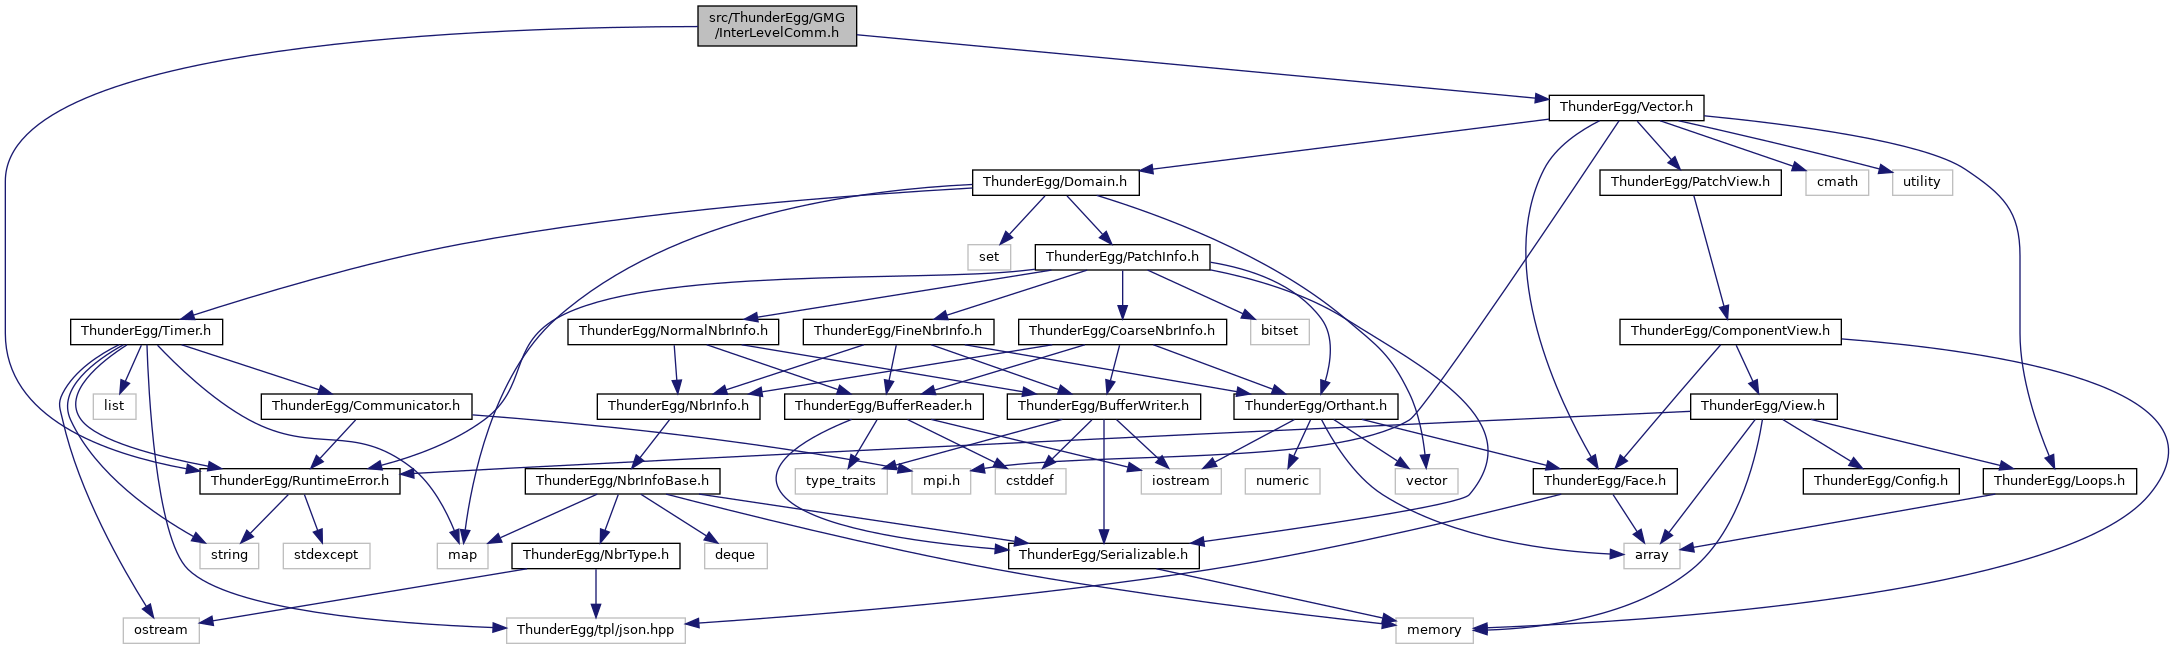 src/ThunderEgg/GMG
/InterLevelComm.h
ThunderEgg/Vector.h
ThunderEgg/Domain.h
ThunderEgg/PatchView.h
cmath
utility
set
ThunderEgg/PatchInfo.h
ThunderEgg/Timer.h
ThunderEgg/NormalNbrInfo.h
ThunderEgg/FineNbrInfo.h
ThunderEgg/CoarseNbrInfo.h
bitset
ThunderEgg/ComponentView.h
list
ThunderEgg/Communicator.h
ThunderEgg/NbrInfo.h
ThunderEgg/BufferReader.h
ThunderEgg/BufferWriter.h
ThunderEgg/Orthant.h
ThunderEgg/View.h
ThunderEgg/RuntimeError.h
ThunderEgg/NbrInfoBase.h
type_traits
mpi.h
cstddef
iostream
numeric
vector
ThunderEgg/Face.h
ThunderEgg/Config.h
ThunderEgg/Loops.h
string
stdexcept
map
ThunderEgg/NbrType.h
deque
ThunderEgg/Serializable.h
array
ostream
ThunderEgg/tpl/json.hpp
memory